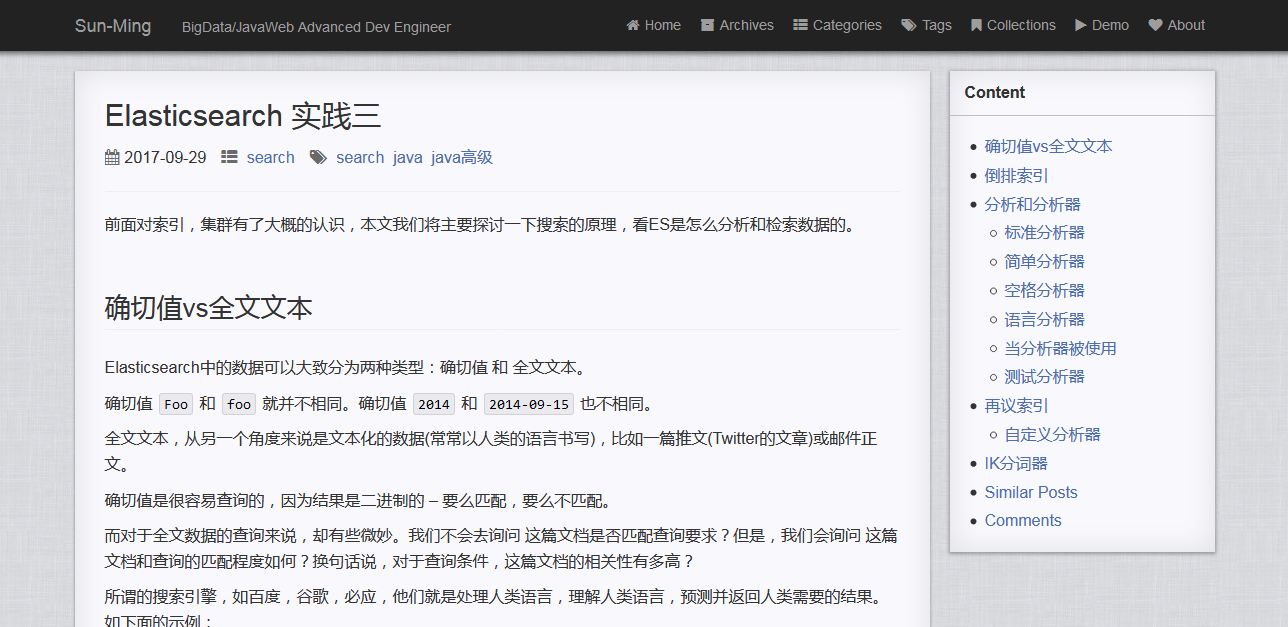 Sun-Ming BigData/JavaWeb Advanced Dev Engineer Home Archives Categories Tags Collections Demo About
Elasticsearch 实践三
2017-09-29 search search java java高级
前面对索引，集群有了大概的认识，本文我们将主要探讨一下搜索的原理，看ES是怎么分析和检索数据的。
确切值vs全文文本
Elasticsearch中的数据可以大致分为两种类型：确切值 和 全文文本。
确切值 Foo 和 foo 就并不相同。确切值 2014 和 2014-09-15 也不相同。
全文文本，从另一个角度来说是文本化的数据(常常以人类的语言书写)，比如一篇推文(Twitter的文章)或邮件正
文。
确切值是很容易查询的，因为结果是二进制的 – 要么匹配，要么不匹配。
而对于全文数据的查询来说，却有些微妙。我们不会去询问 这篇文档是否匹配查询要求？但是，我们会询问 这篇
文档和查询的匹配程度如何？换句话说，对于查询条件，这篇文档的相关性有多高？
所谓的搜索引擎，如百度，谷歌，必应，他们就是处理人类语言，理解人类语言，预测并返回人类需要的结果。
如下面的示例：
Content
确切值vs全文文本
倒排索引
分析和分析器
标准分析器
简单分析器
空格分析器
语言分析器
当分析器被使用
测试分析器
再议索引
自定义分析器
IK分词器
Similar Posts
Comments